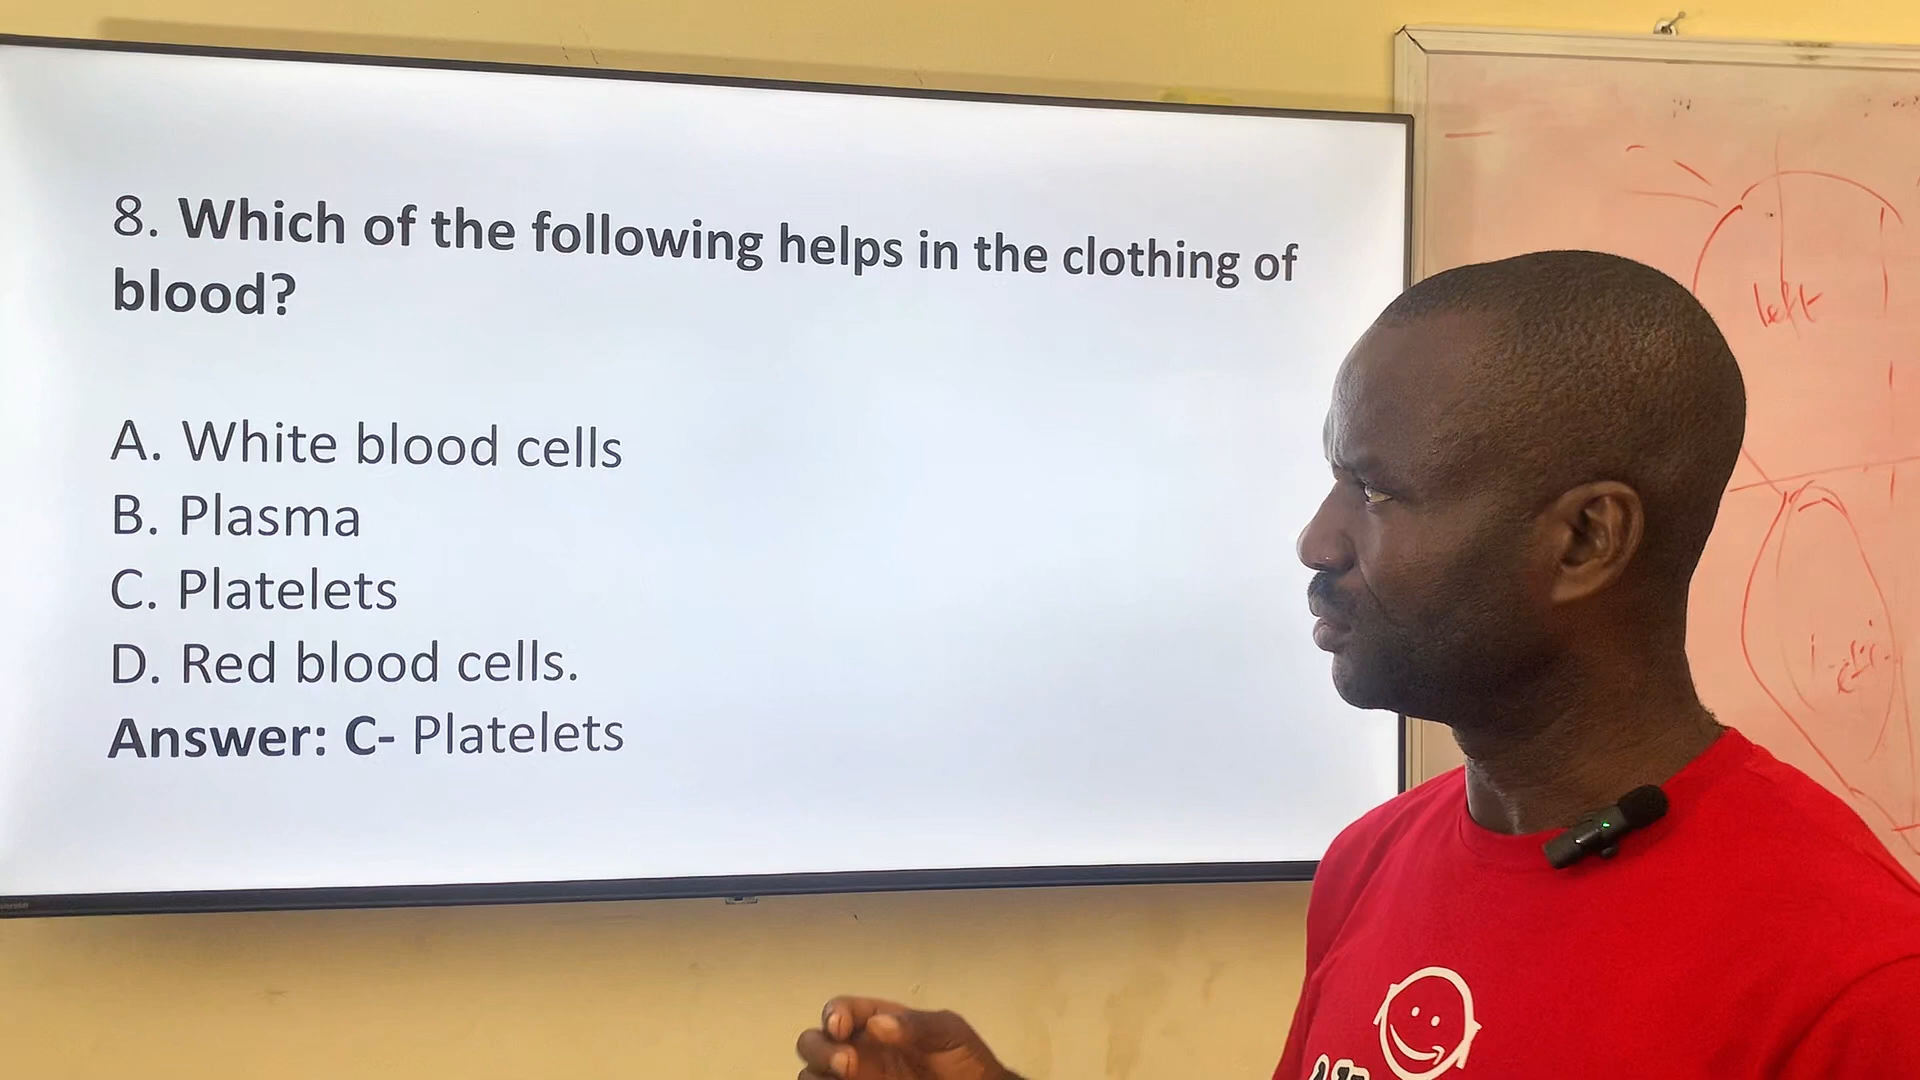 8. Which of the following helps in the clothing of
blood?
A. White blood cells
B. Plasma
C. Platelets
D. Red blood cells.
Answer: C- Platelets
left